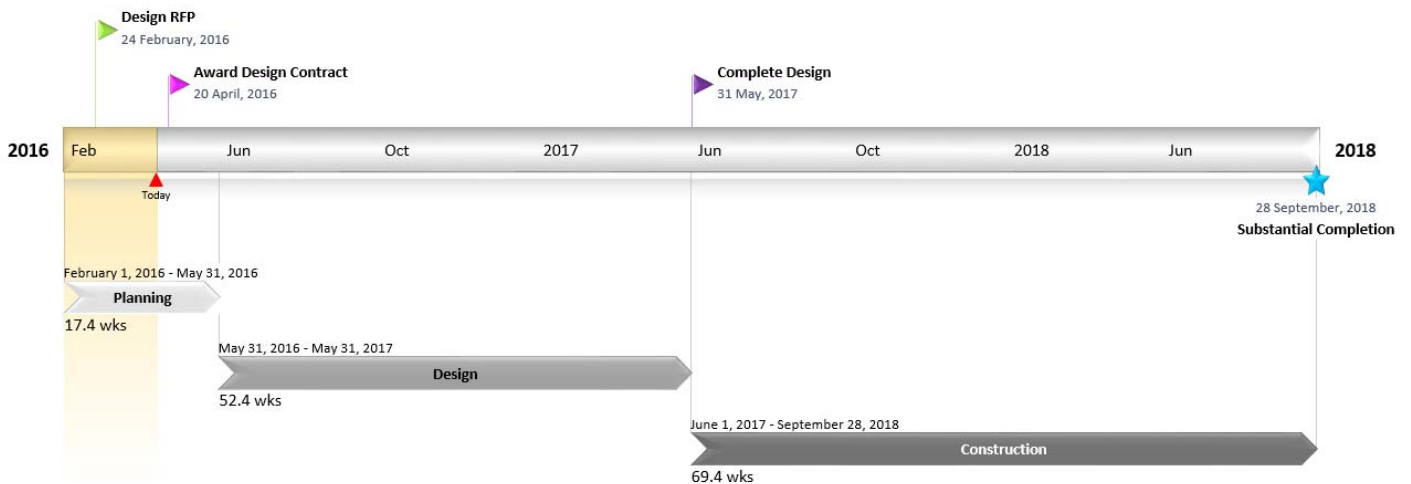 Design RFP
24 February, 2016
Award Design Contract
20 April, 2016
Complete Design
31 May, 2017
2016 Feb Jun Oct 2017 Jun Oct 2018 Jun 2018
Today
28 September, 2018
Substantial Completion
February 1, 2016 - May 31, 2016
Planning
17.4 wks
May 31, 2016 - May 31, 2017
Design
52.4 wks
June 1, 2017 - September 28, 2018
Construction
69.4 wks